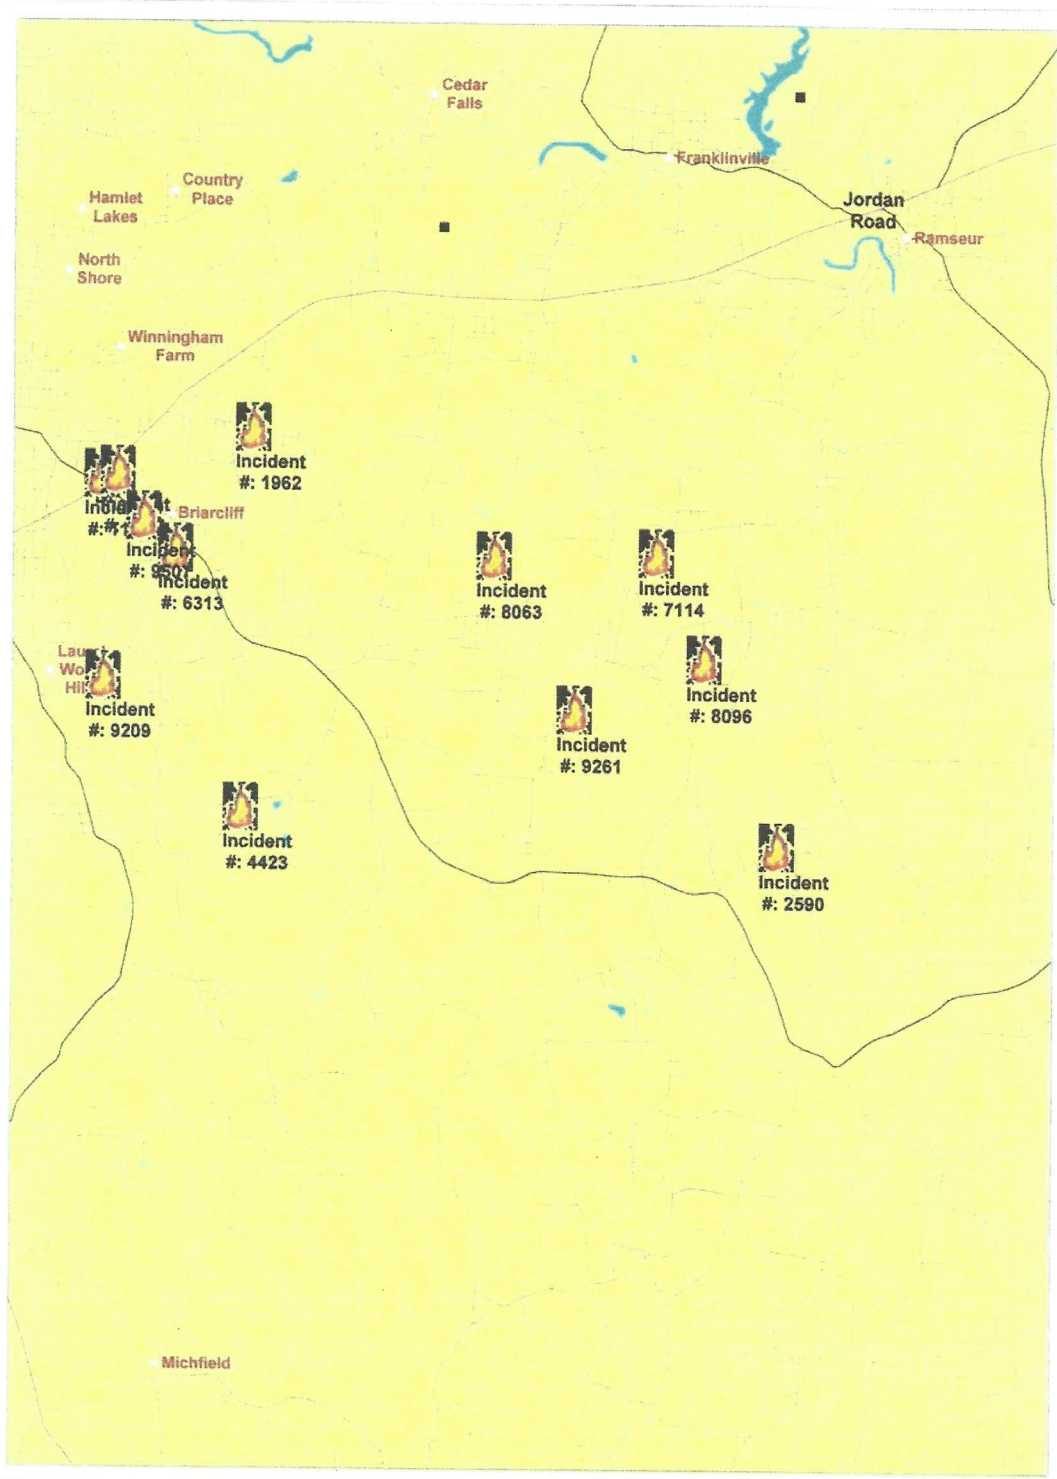 Cedar
Falls
Franklinville
Country
Place
Hamlet
Lakes
Jordan
Road
Ramseur
North
Shore
Winningham
Farm
Incident
#: 1962
Briarcliff
Incident
Incident
#: 6313
Incident
#: 8063
Incident
#: 7114
Incident
#: 9209
Incident
#: 8096
Incident
#: 9261
Incident
#: 4423
Incident
#: 2590
Michfield